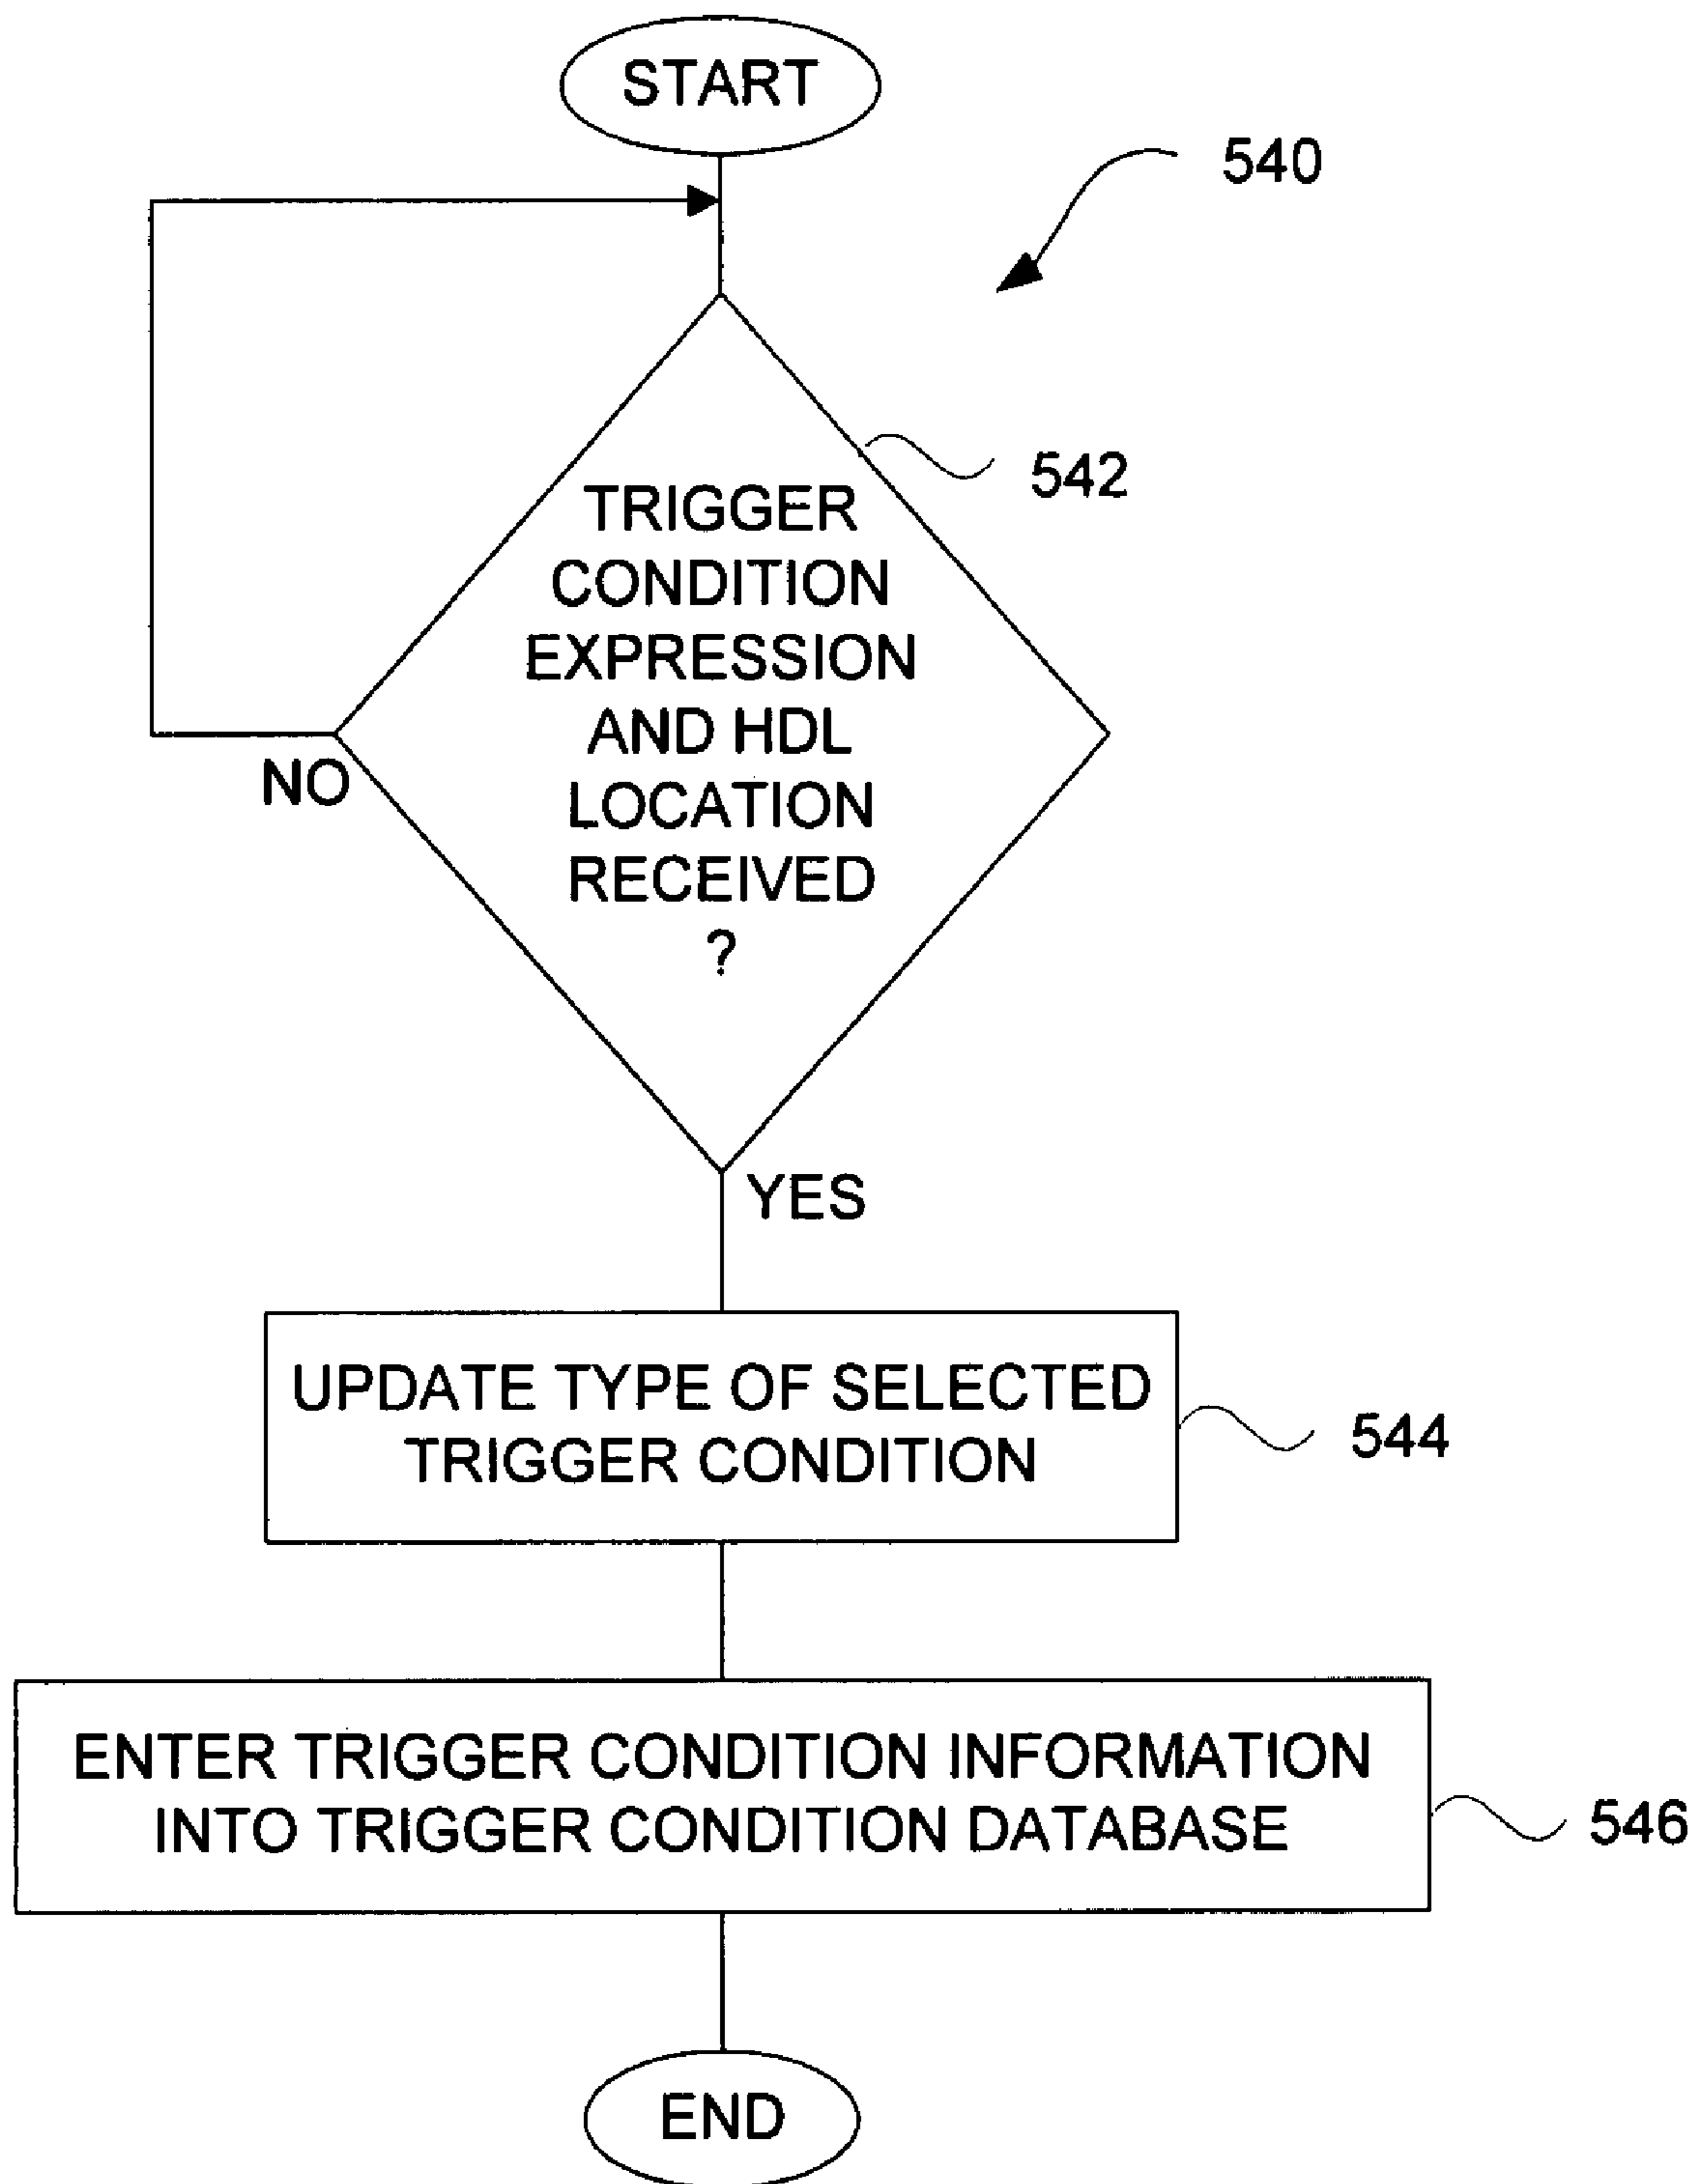 START
540
542
TRIGGER
CONDITION
EXPRESSION
AND HDL
LOCATION
RECEIVED
?
NO
YES
UPDATE TYPE OF SELECTED
TRIGGER CONDITION
544
ENTER TRIGGER CONDITION INFORMATION
INTO TRIGGER CONDITION DATABASE
546
END